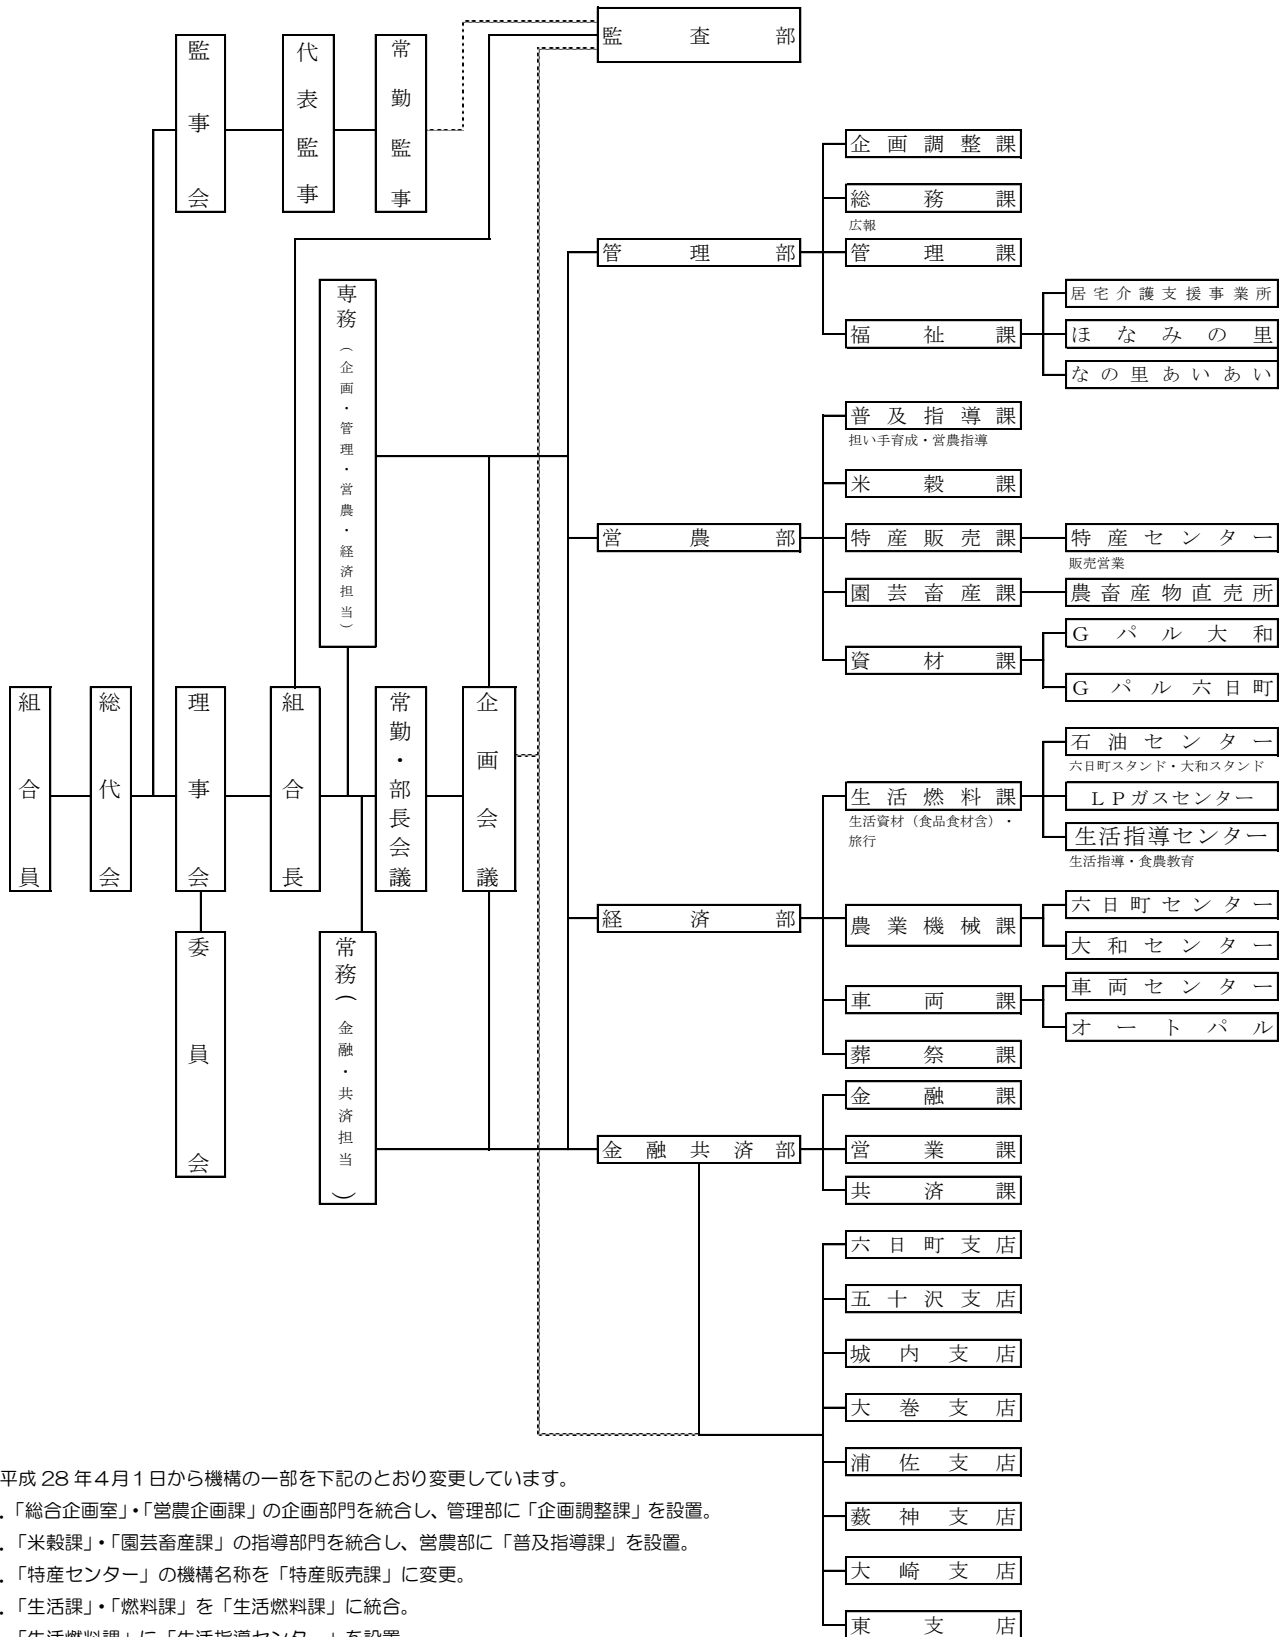 監査部
監事会
代表監事
常勤監事
企画調整課
総務課
広報
管理部
管理課
専務（企画・管理・営農・経済担当）
居宅介護支援事業所
福祉課
ほなみの里
なの里あいあい
普及指導課
担い手育成・営農指導
米穀課
営農部
特産販売課
特産センター
販売営業
園芸畜産課
農畜産物直売所
Gパル大和
資材課
Gパル六日町
組合員
総代会
理事会
組合長
常勤・部長会議
企画会議
石油センター
六日町スタンド・大和スタンド
生活燃料課
生活資材（食品食材含）・
旅行
LPガスセンター
生活指導センター
生活指導・食農教育
六日町センター
経済部
農業機械課
大和センター
委員会
常務（金融・共済担当）
車両センター
車両課
オートパル
葬祭課
金融課
金融共済部
営業課
共済課
六日町支店
五十沢支店
城内支店
大巻支店
浦佐支店
薮神支店
大崎支店
東支店
平成 28 年４月１日から機構の一部を下記のとおり変更しています。
．「総合企画室」・「営農企画課」の企画部門を統合し、管理部に「企画調整課」を設置。
．「米穀課」・「園芸畜産課」の指導部門を統合し、営農部に「普及指導課」を設置。
．「特産センター」の機構名称を「特産販売課」に変更。
．「生活課」・「燃料課」を「生活燃料課」に統合。
．「生活燃料課」に「生活指導センター」を設置